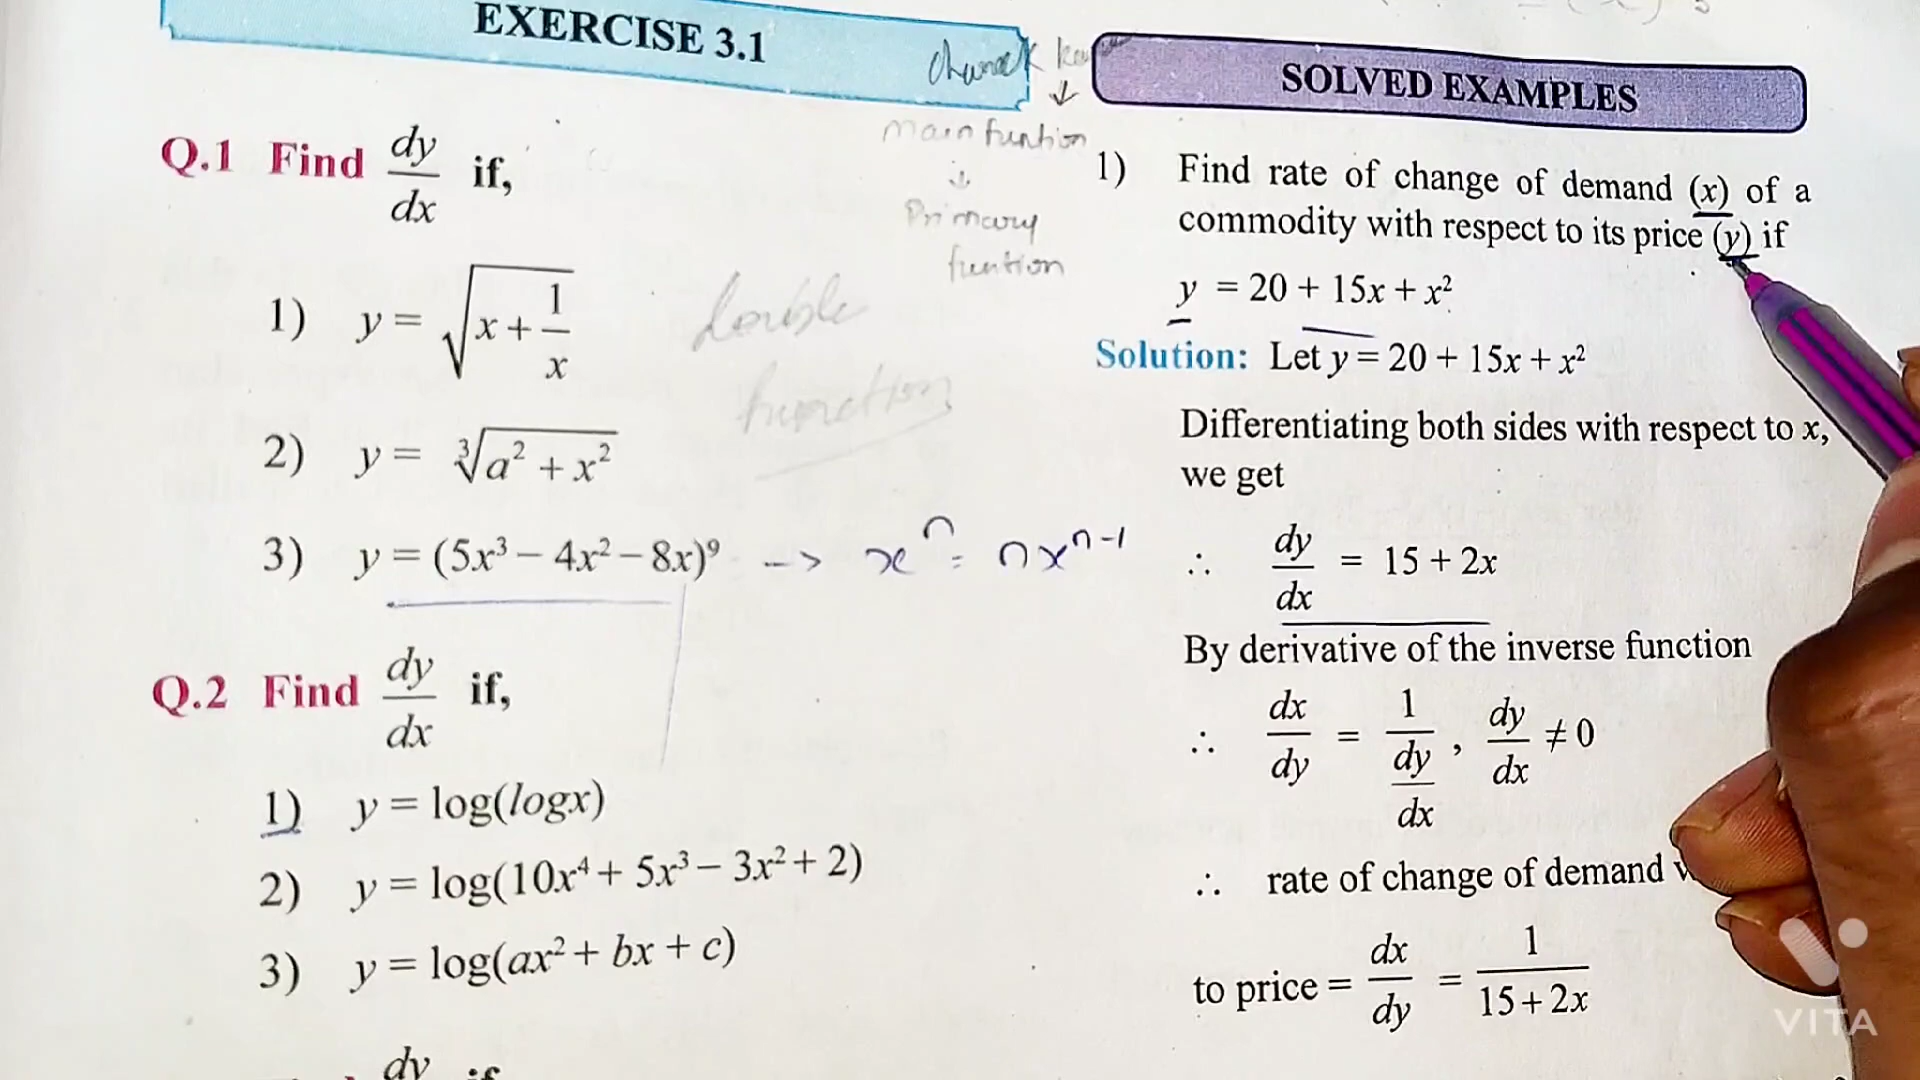 EXERCISE 3.1
Q.1 Find dy/dx if,
1) y = √(x + 1/x)
2) y = ∛(a² + x²)
3) y = (5x³ – 4x² – 8x)⁹ --> xⁿ = nxⁿ⁻¹
Q.2 Find dy/dx if,
1) y = log(logx)
2) y = log(10x⁴ + 5x³ – 3x² + 2)
3) y = log(ax² + bx + c)
dy if
main funtion
↓
Primary
funtion
double
function
SOLVED EXAMPLES
1) Find rate of change of demand (x) of a
commodity with respect to its price (y) if
y = 20 + 15x + x²
Solution: Let y = 20 + 15x + x²
Differentiating both sides with respect to x,
we get
∴ dy/dx = 15 + 2x
By derivative of the inverse function
∴ dx/dy = 1/(dy/dx) , dy/dx ≠ 0
∴ rate of change of demand
to price = dx/dy = 1/(15 + 2x)
VITA